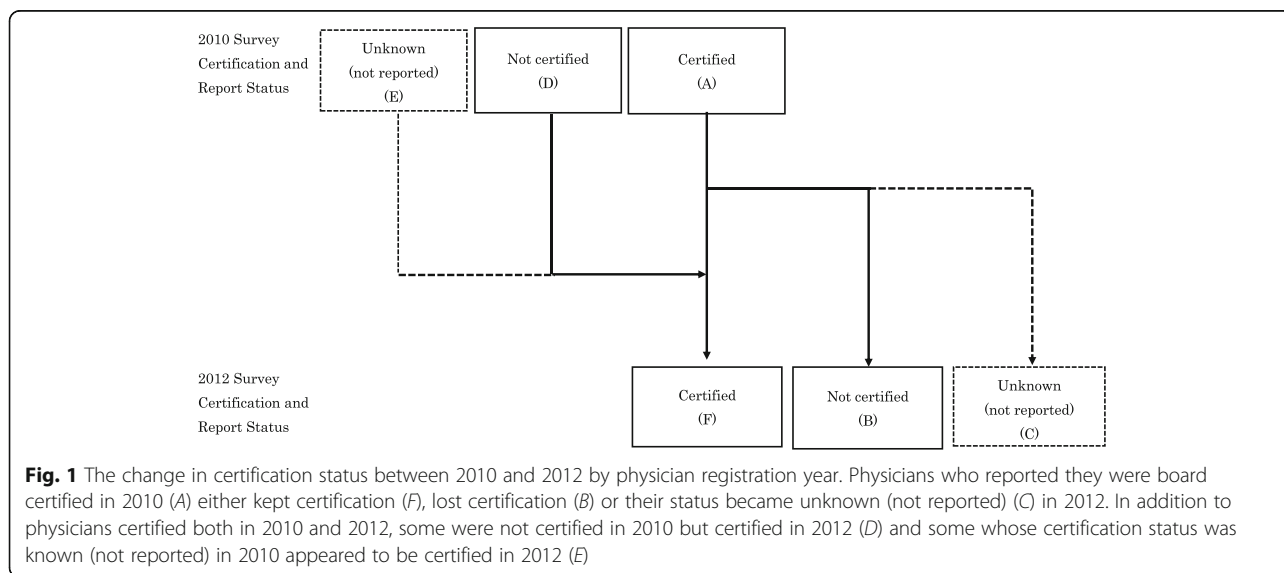 2010 Survey
Certification and
Report Status
Unknown
(not reported)
(E)
Not certified
(D)
Certified
(A)
2012 Survey
Certification and
Report Status
Certified
(F)
Not certified
(B)
Unknown
(not reported)
(C)
Fig. 1 The change in certification status between 2010 and 2012 by physician registration year. Physicians who reported they were board
certified in 2010 (A) either kept certification (F), lost certification (B) or their status became unknown (not reported) (C) in 2012. In addition to
physicians certified both in 2010 and 2012, some were not certified in 2010 but certified in 2012 (D) and some whose certification status was
known (not reported) in 2010 appeared to be certified in 2012 (E)